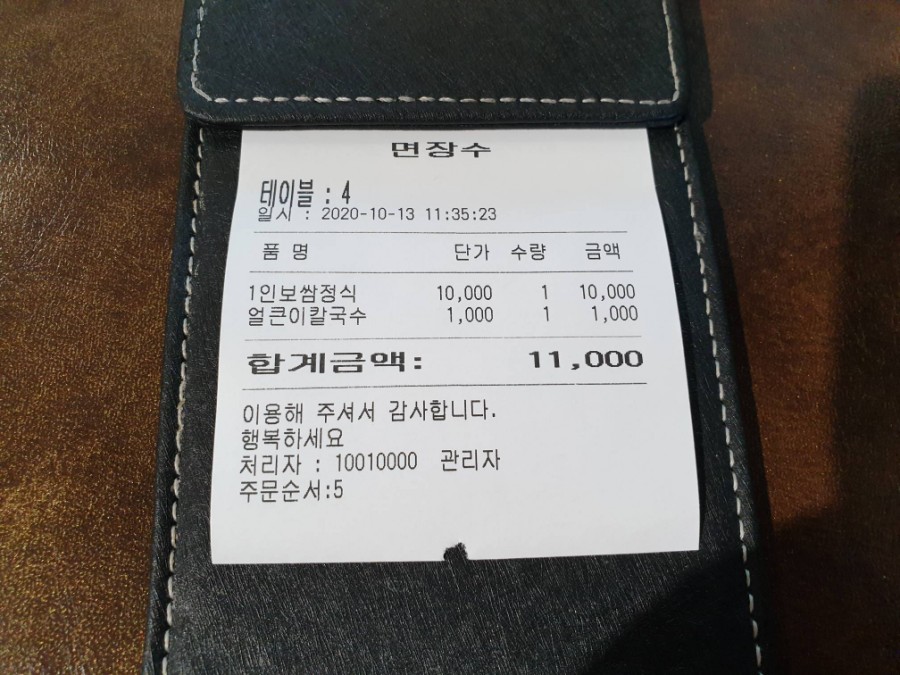 면장수
테이블 : 4
일시 : 2020-10-13 11:35:23
품 명 단가 수량 금액
1인보쌈정식 10,000 1 10,000
얼큰이칼국수 1,000 1 1,000
합계금액: 11,000
이용해 주셔서 감사합니다.
행복하세요
처리자 : 10010000 관리자
주문순서:5